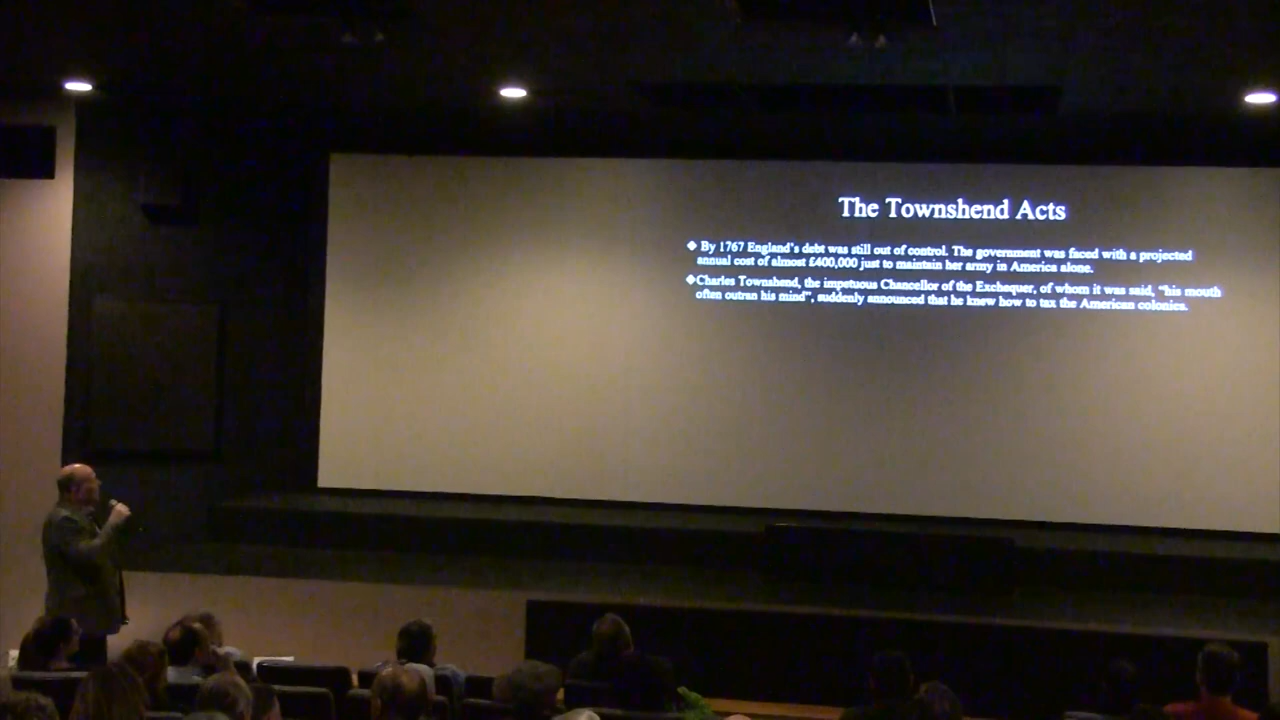 The Townshend Acts
❖ By 1767 England's debt was still out of control. The government was faced with a projected
annual cost of almost £400,000 just to maintain her army in America alone.
❖Charles Townshend, the impetuous Chancellor of the Exchequer, of whom it was said, "his mouth
often outran his mind", suddenly announced that he knew how to tax the American colonies.